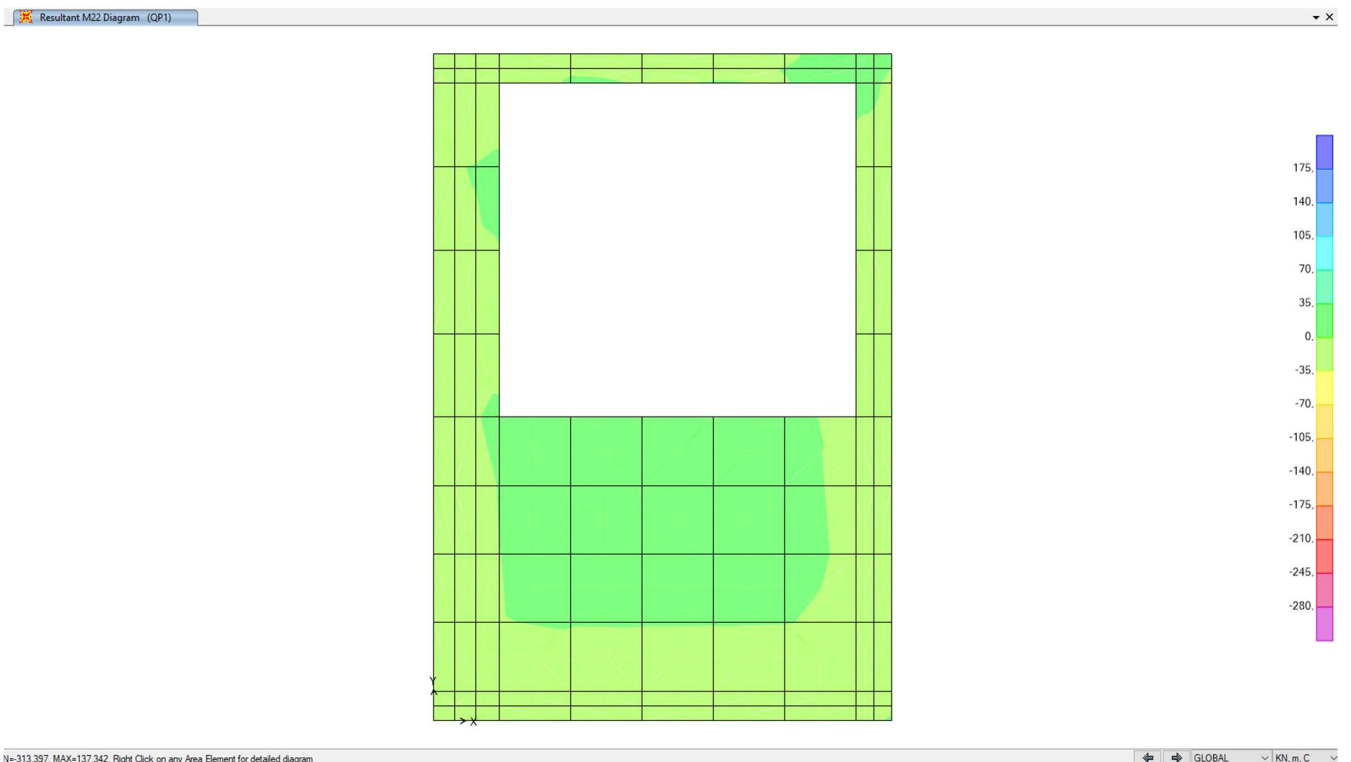 Resultant M22 Diagram (QP1)
175.
140.
105.
70.
35.
0.
-35.
-70.
-105.
-140.
-175.
-210.
-245.
-280.
Y
X
N=-313.397, MAX=137.342, Right Click on any Area Element for detailed diagram
GLOBAL
KN, m, C